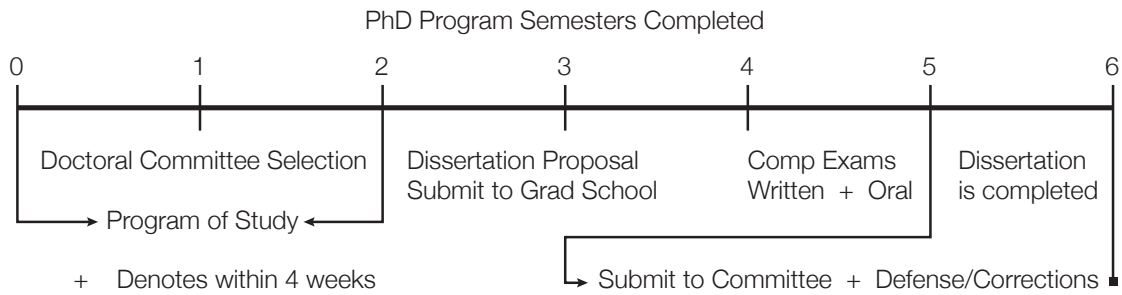 PhD Program Semesters Completed
0 1 2 3 4 5 6
Doctoral Committee Selection
Dissertation Proposal
Submit to Grad School
Comp Exams
Written + Oral
Dissertation
is completed
Program of Study
+ Denotes within 4 weeks
Submit to Committee + Defense/Corrections